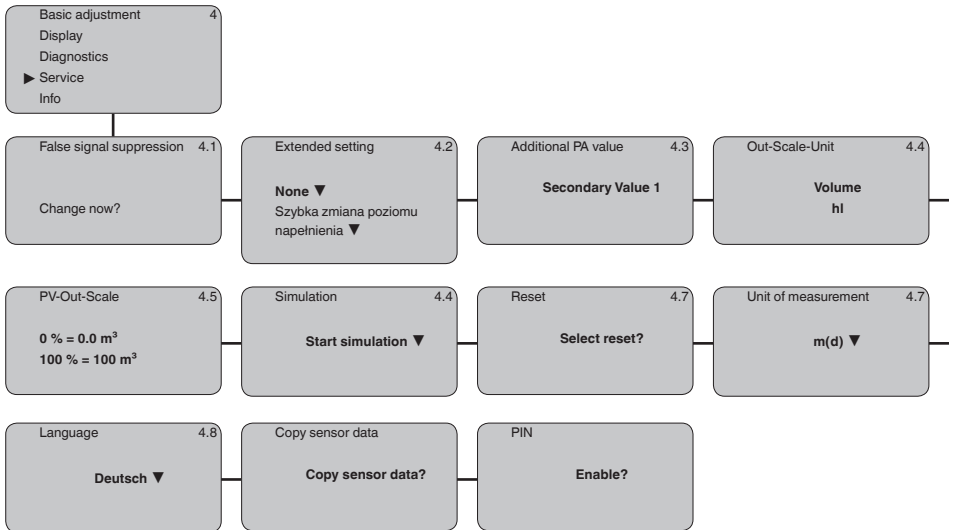 Basic adjustment 4
Display
Diagnostics
▶ Service
Info
False signal suppression 4.1
Change now?
Extended setting 4.2
None ▼
Szybka zmiana poziomu
napełnienia ▼
Additional PA value 4.3
Secondary Value 1
Out-Scale-Unit 4.4
Volume
hl
PV-Out-Scale 4.5
0 % = 0.0 m³
100 % = 100 m³
Simulation 4.4
Start simulation ▼
Reset 4.7
Select reset?
Unit of measurement 4.7
m(d) ▼
Language 4.8
Deutsch ▼
Copy sensor data
Copy sensor data?
PIN
Enable?